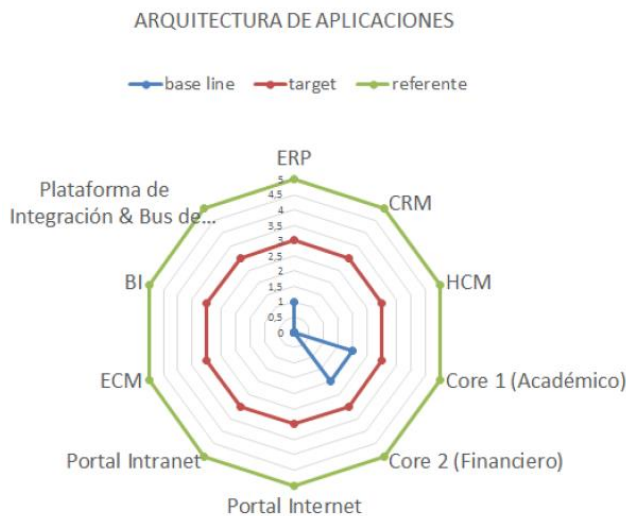 ARQUITECTURA DE APLICACIONES
base line target referente
ERP
5
4,5
4
3,5
3
2,5
2
1,5
1
0,5
0
CRM
HCM
Core 1 (Académico)
Core 2 (Financiero)
Portal Internet
Portal Intranet
ECM
BI
Plataforma de
Integración & Bus de...